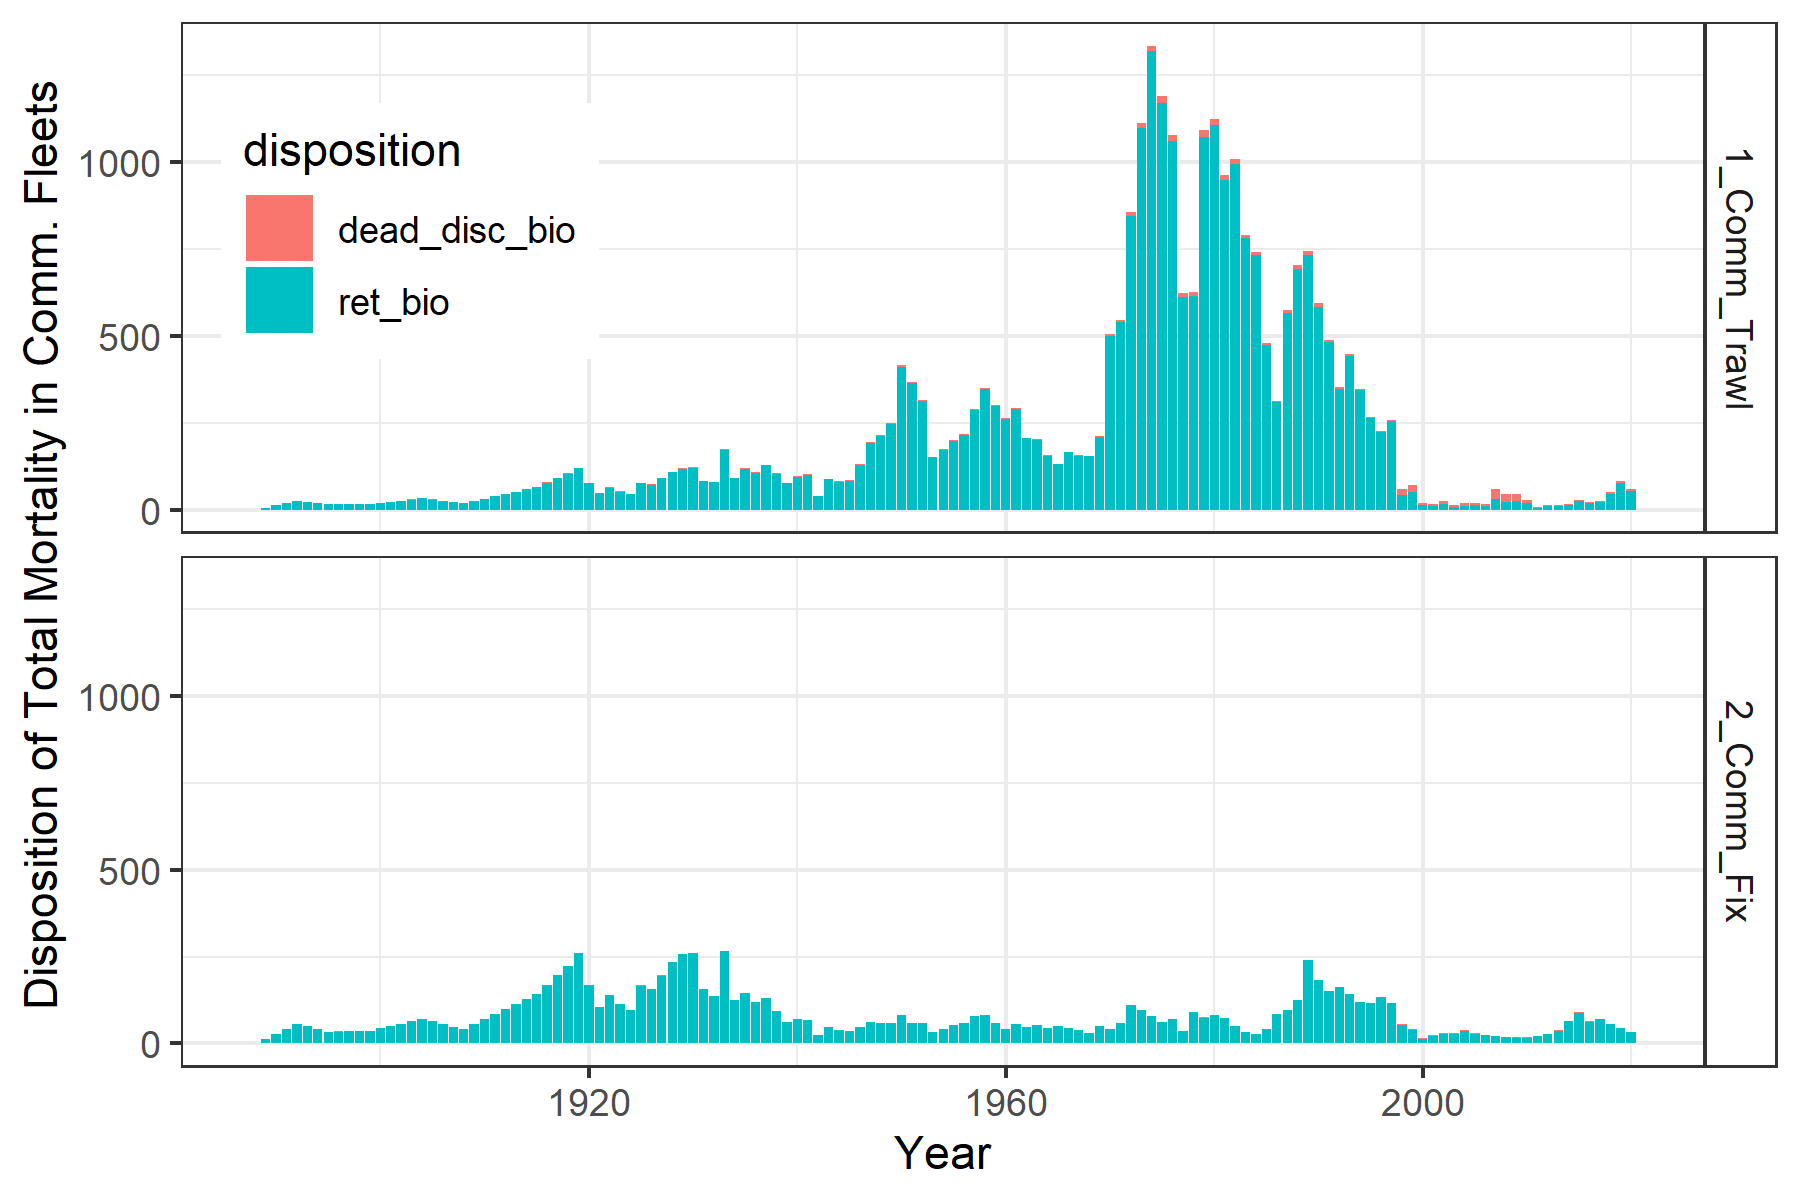 Disposition of Total Mortality in Comm. Fleets
disposition
dead_disc_bio
ret_bio
1000
500
0
1_Comm_Trawl
1000
500
0
2_Comm_Fix
1920
1960
2000
Year